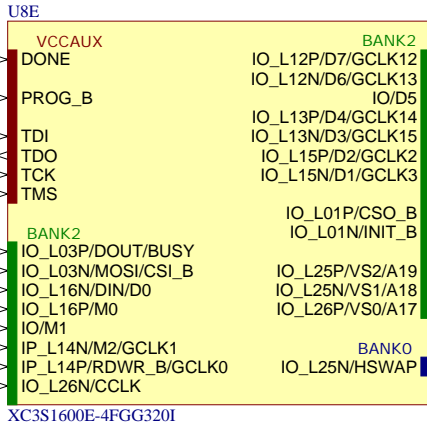 U8E
VCCAUX
DONE
PROG_B
TDI
TDO
TCK
TMS
BANK2
IO_L03P/DOUT/BUSY
IO_L03N/MOSI/CSI_B
IO_L16N/DIN/D0
IO_L16P/M0
IO/M1
IP_L14N/M2/GCLK1
IP_L14P/RDWR_B/GCLK0
IO_L26N/CCLK
BANK2
IO_L12P/D7/GCLK12
IO_L12N/D6/GCLK13
IO/D5
IO_L13P/D4/GCLK14
IO_L13N/D3/GCLK15
IO_L15P/D2/GCLK2
IO_L15N/D1/GCLK3
IO_L01P/CSO_B
IO_L01N/INIT_B
IO_L25P/VS2/A19
IO_L25N/VS1/A18
IO_L26P/VS0/A17
BANK0
IO_L25N/HSWAP
XC3S1600E-4FGG320I